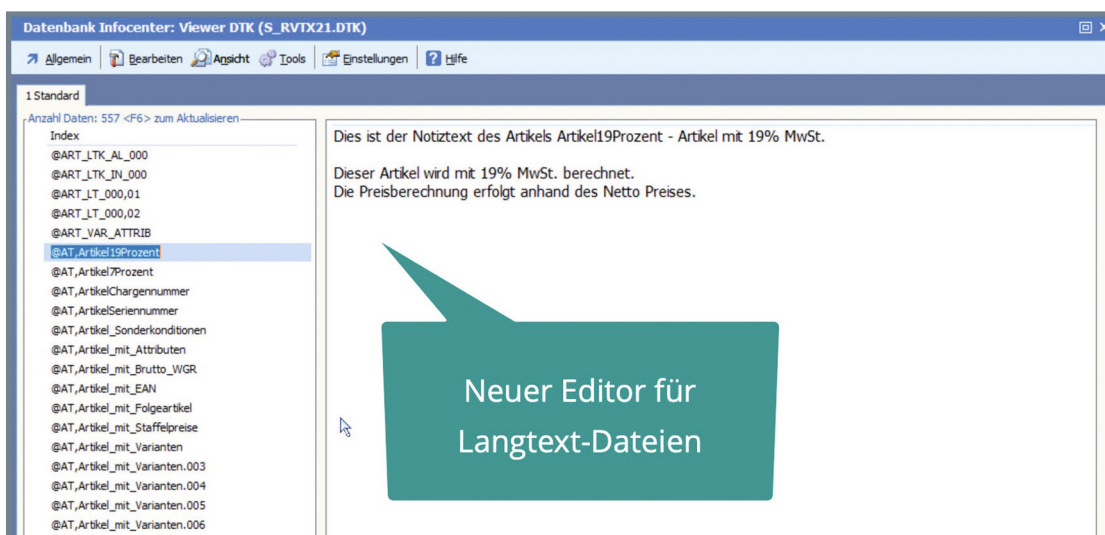 Datenbank Infocenter: Viewer DTK (S_RVTX21.DTK)
Allgemein Bearbeiten Ansicht Tools Einstellungen Hilfe
1 Standard
Anzahl Daten: 557 <F6> zum Aktualisieren
Index
@ART_LTK_AL_000
@ART_LTK_IN_000
@ART_LT_000,01
@ART_LT_000,02
@ART_VAR_ATTRIB
@AT,Artikel19Prozent
@AT,Artikel7Prozent
@AT,ArtikelChargennummer
@AT,ArtikelSeriennummer
@AT,Artikel_Sonderkonditionen
@AT,Artikel_mit_Attributen
@AT,Artikel_mit_Brutto_WGR
@AT,Artikel_mit_EAN
@AT,Artikel_mit_Folgeartikel
@AT,Artikel_mit_Staffelpreise
@AT,Artikel_mit_Varianten
@AT,Artikel_mit_Varianten.003
@AT,Artikel_mit_Varianten.004
@AT,Artikel_mit_Varianten.005
@AT,Artikel_mit_Varianten.006
Dies ist der Notiztext des Artikels Artikel19Prozent - Artikel mit 19% MwSt.
Dieser Artikel wird mit 19% MwSt. berechnet.
Die Preisberechnung erfolgt anhand des Netto Preises.
Neuer Editor für
Langtext-Dateien